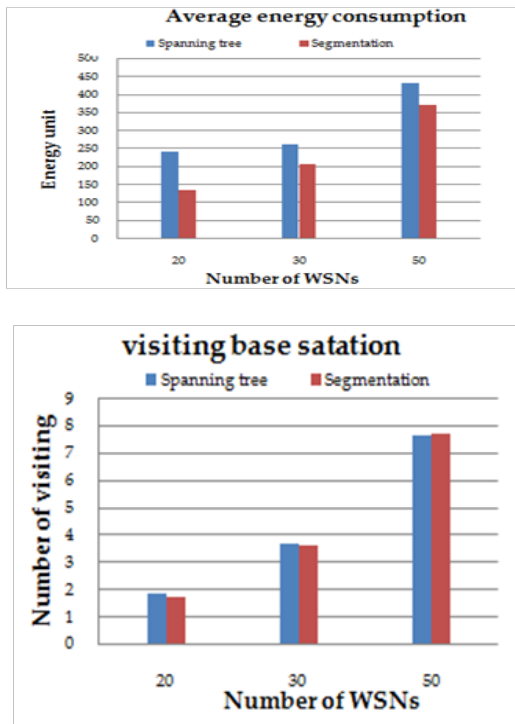 Average energy consumption
Spanning tree Segmentation
500
450
400
350
300
250
200
150
100
50
0
Energy unit
20 30 50
Number of WSNs
visiting base satation
Spanning tree Segmentation
9
8
7
6
5
4
3
2
1
0
Number of visiting
20 30 50
Number of WSNs